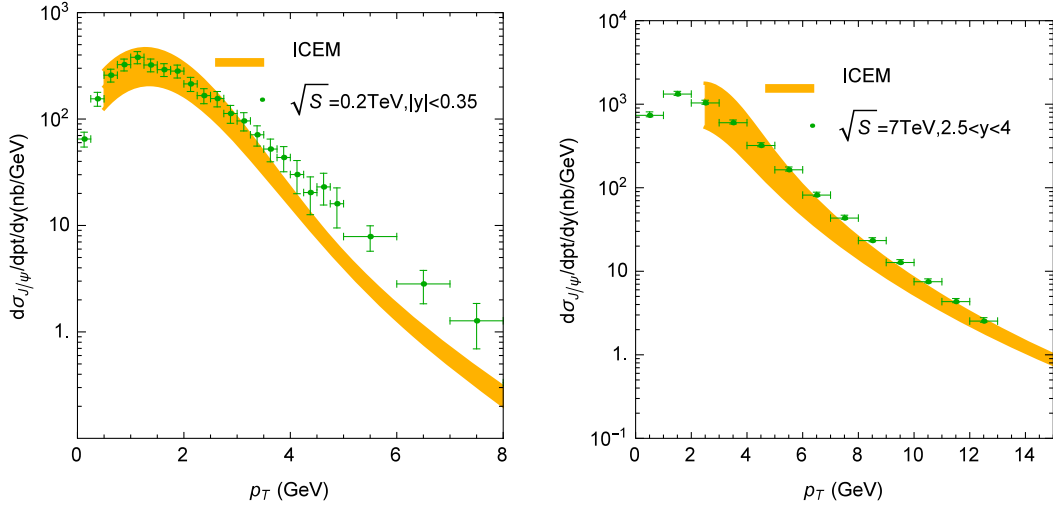 10³
10²
10
1.
dσJ/ψ/dpt/dy(nb/GeV)
ICEM
√S =0.2TeV,|y|<0.35
0 2 4 6 8
pT (GeV)
10⁴
10³
10²
10
1.
10⁻¹
dσJ/ψ/dpt/dy(nb/GeV)
ICEM
√S =7TeV,2.5<y<4
0 2 4 6 8 10 12 14
pT (GeV)